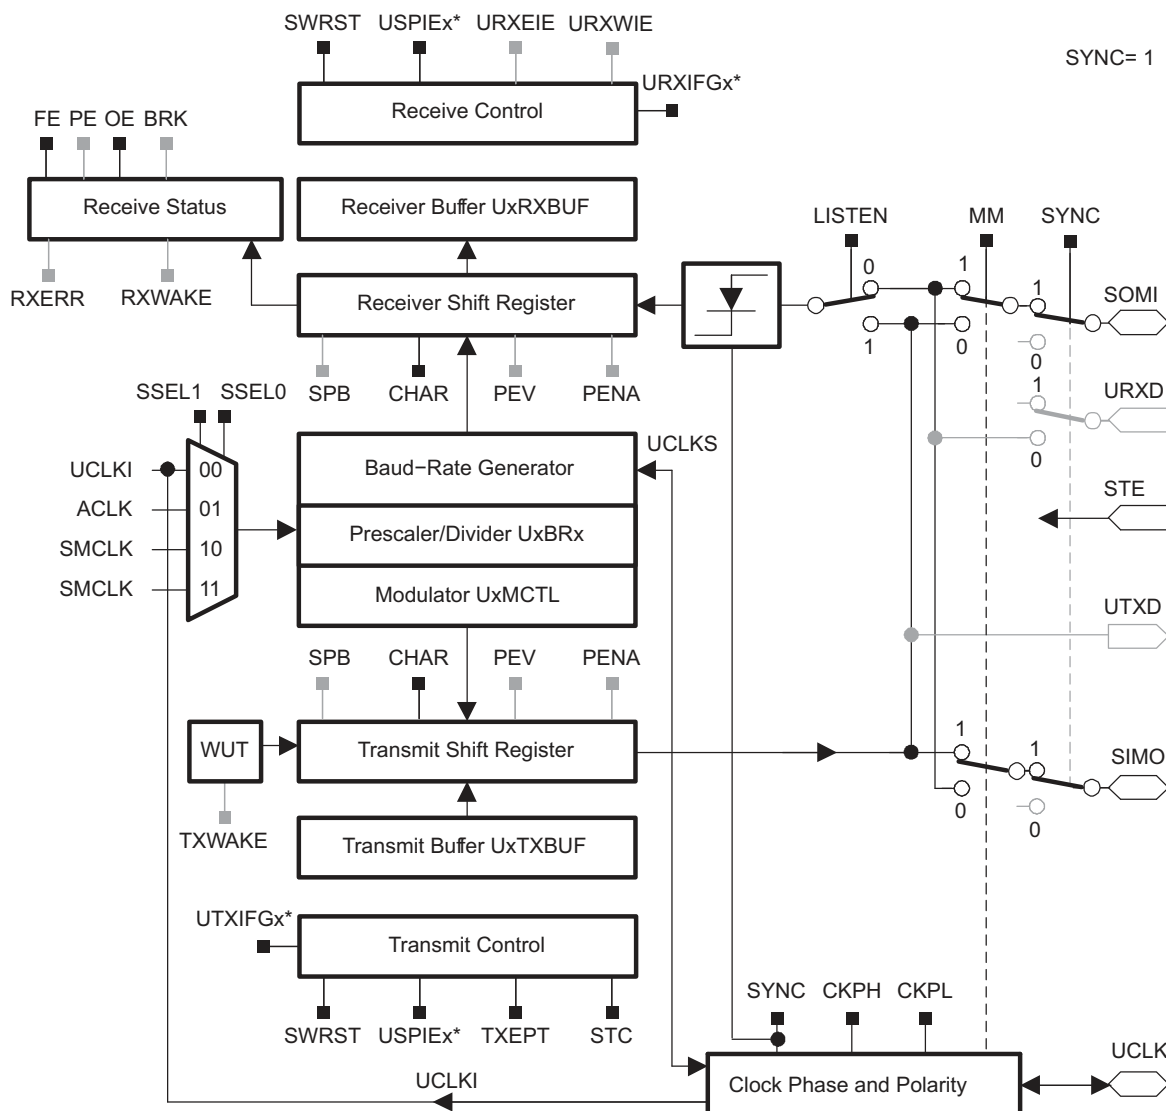 SWRST USPIEx* URXEIE URXWIE
SYNC= 1
URXIFGx*
Receive Control
FE PE OE BRK
Receive Status
Receiver Buffer UxRXBUF
LISTEN MM SYNC
RXERR RXWAKE
Receiver Shift Register
0 1 1
SOMI
1 0 0
SPB CHAR PEV PENA
SSEL1 SSEL0
1
URXD
0
UCLKS
UCLKI 00
Baud−Rate Generator
ACLK 01
STE
SMCLK 10
Prescaler/Divider UxBRx
SMCLK 11
Modulator UxMCTL
UTXD
SPB CHAR PEV PENA
WUT
Transmit Shift Register
1 1
SIMO
0 0
TXWAKE
Transmit Buffer UxTXBUF
UTXIFGx*
Transmit Control
SWRST USPIEx* TXEPT STC
SYNC CKPH CKPL
UCLKI
Clock Phase and Polarity
UCLK